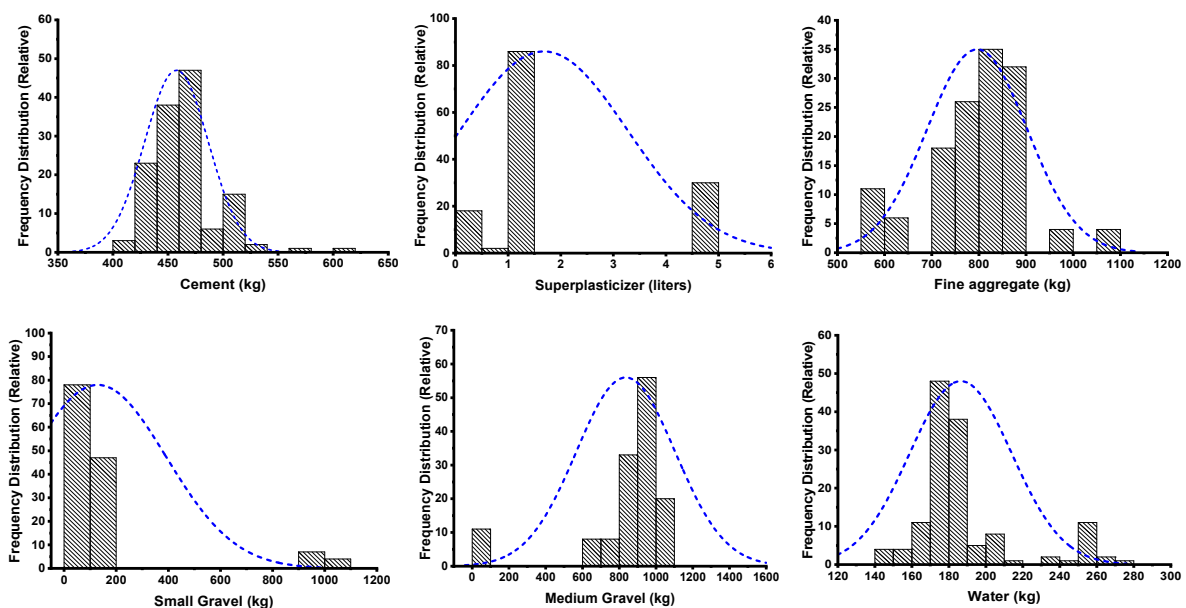 Frequency Distribution (Relative)
60
50
40
30
20
10
0
350 400 450 500 550 600 650
Cement (kg)
Frequency Distribution (Relative)
100
80
60
40
20
0
0 1 2 3 4 5 6
Superplasticizer (liters)
Frequency Distribution (Relative)
40
35
30
25
20
15
10
5
0
500 600 700 800 900 1000 1100 1200
Fine aggregate (kg)
Frequency Distribution (Relative)
100
90
80
70
60
50
40
30
20
10
0
0 200 400 600 800 1000 1200
Small Gravel (kg)
Frequency Distribution (Relative)
70
60
50
40
30
20
10
0
0 200 400 600 800 1000 1200 1400 1600
Medium Gravel (kg)
Frequency Distribution (Relative)
60
50
40
30
20
10
0
120 140 160 180 200 220 240 260 280 300
Water (kg)